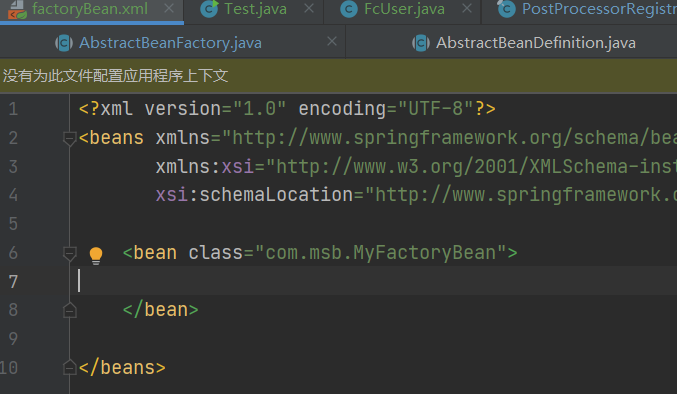 factoryBean.xml Test.java FcUser.java PostProcessorRegistr
AbstractBeanFactory.java AbstractBeanDefinition.java
没有为此文件配置应用程序上下文
1 <?xml version="1.0" encoding="UTF-8"?>
2 <beans xmlns="http://www.springframework.org/schema/bea
3 xmlns:xsi="http://www.w3.org/2001/XMLSchema-inst
4 xsi:schemaLocation="http://www.springframework.o
5
6 <bean class="com.msb.MyFactoryBean">
7
8 </bean>
9
10 </beans>